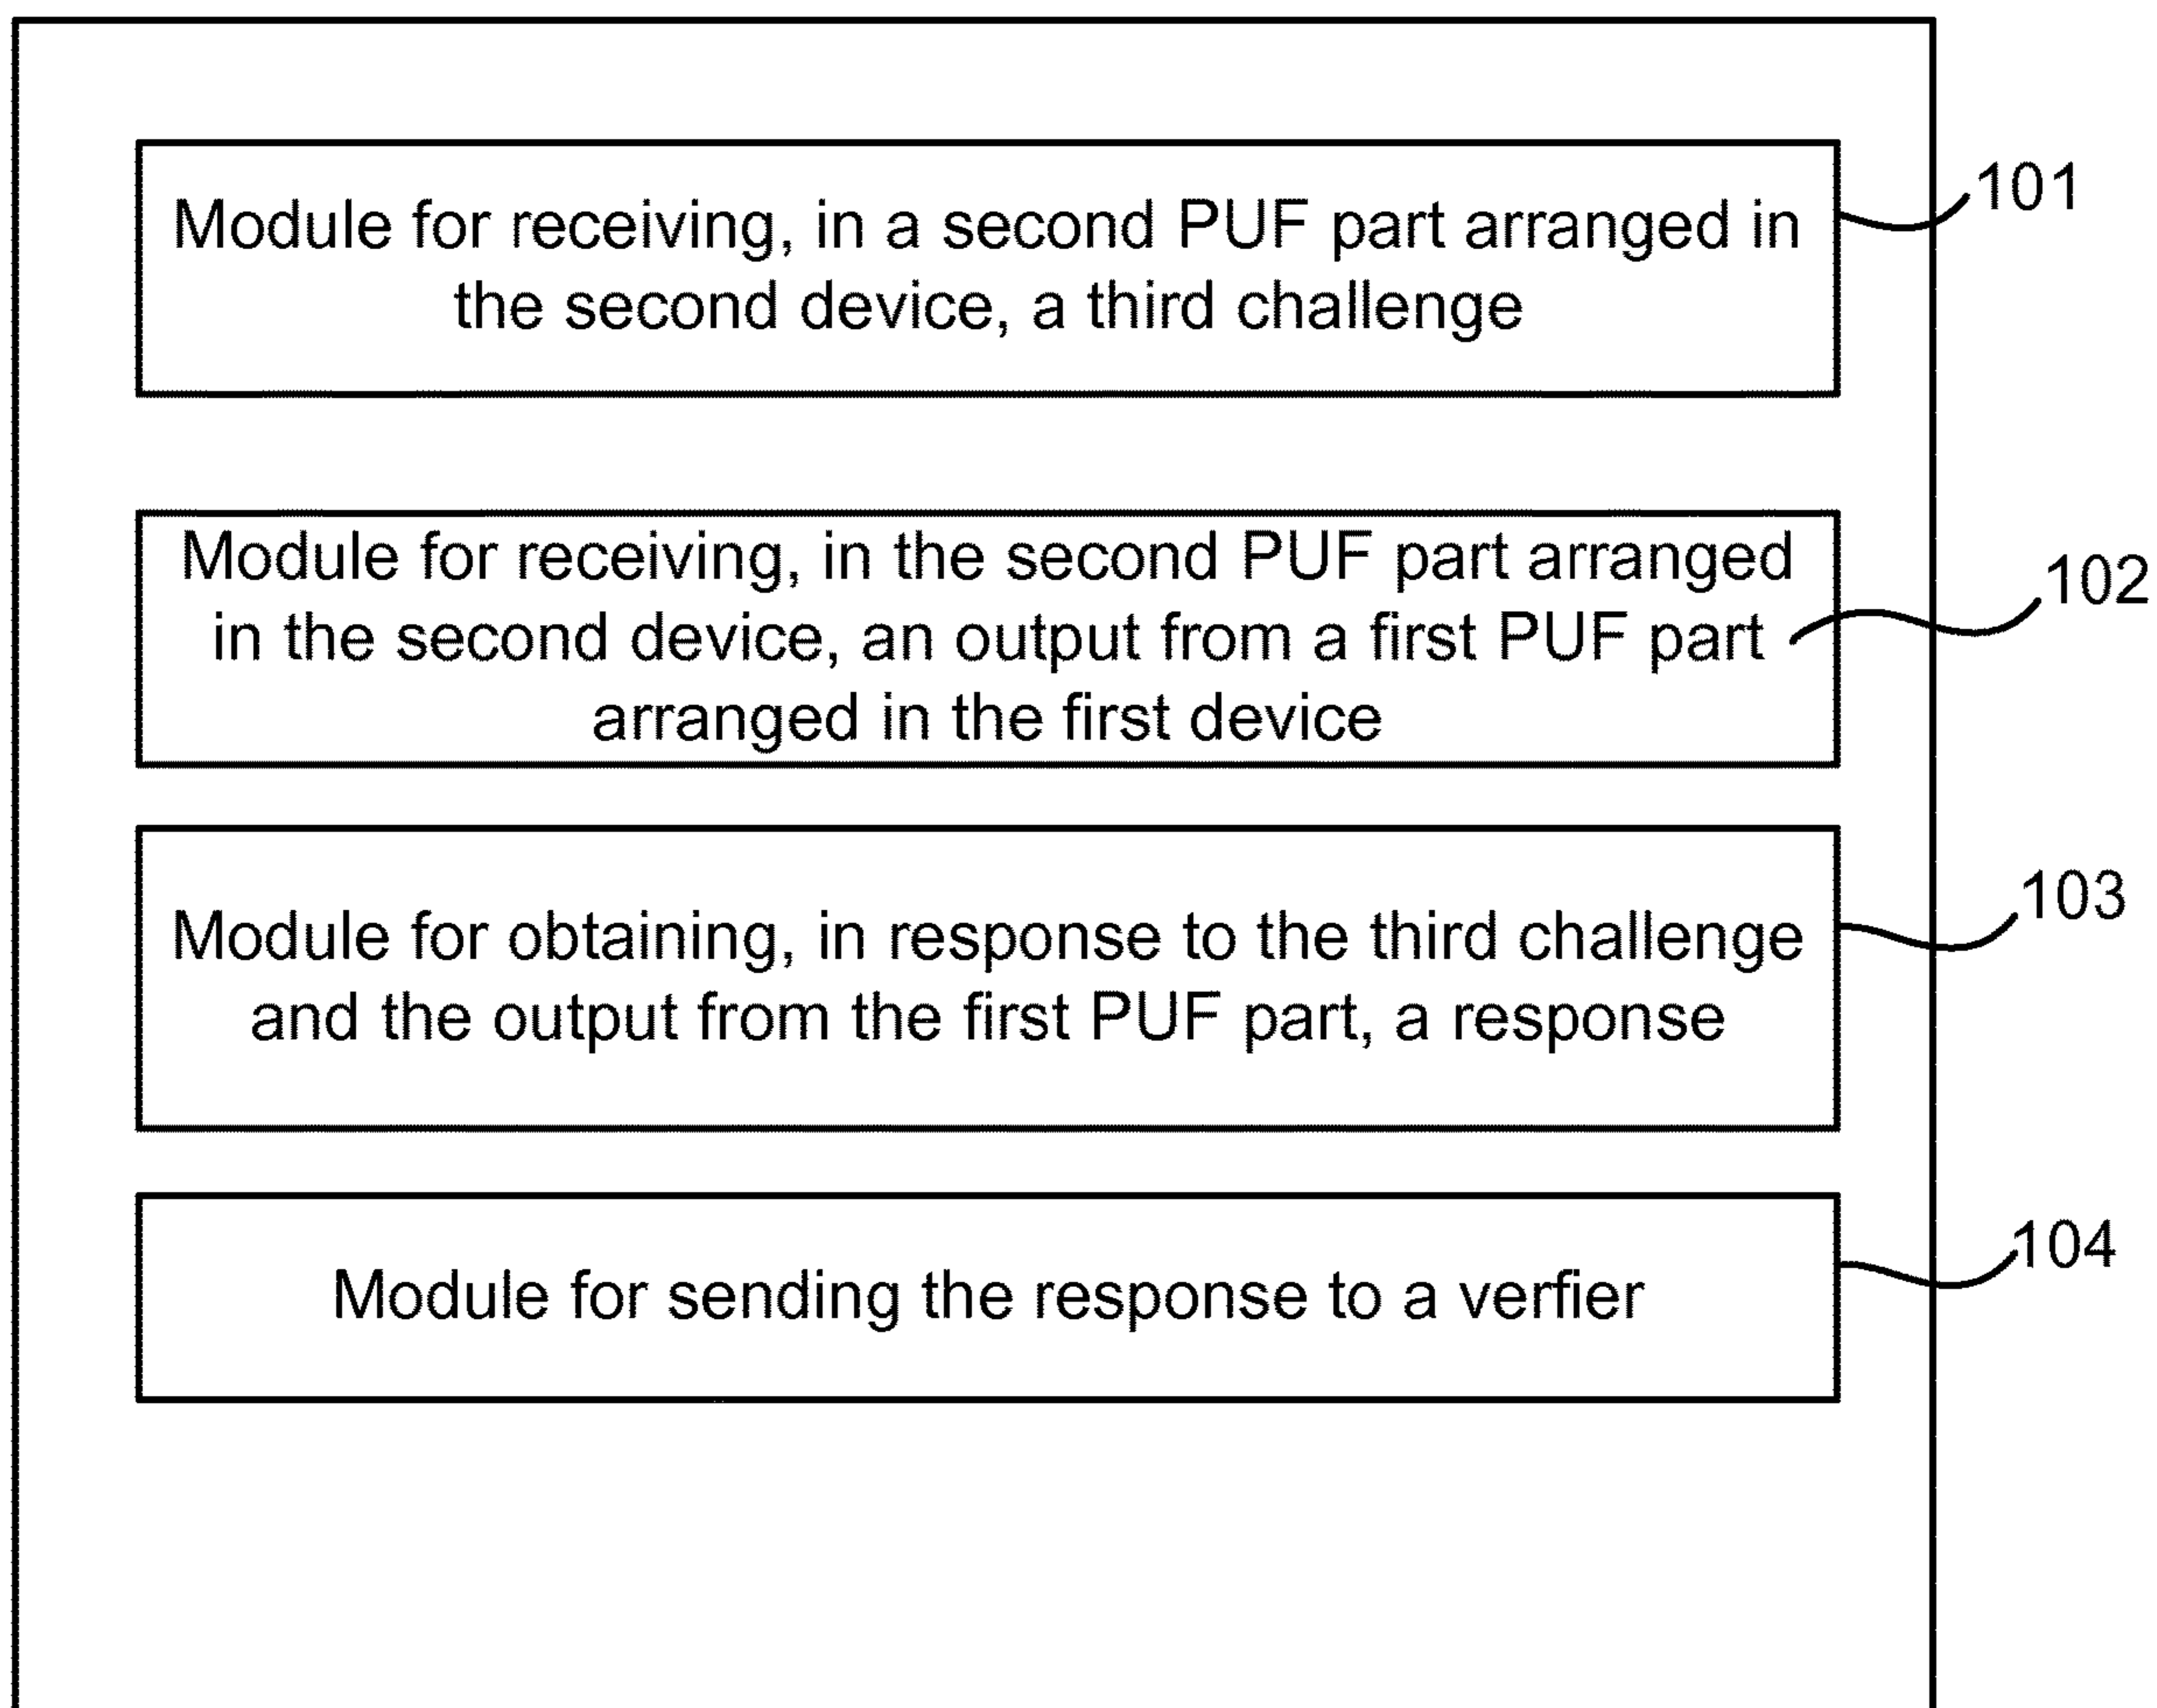 Module for receiving, in a second PUF part arranged in
the second device, a third challenge
101
Module for receiving, in the second PUF part arranged
in the second device, an output from a first PUF part
arranged in the first device
102
Module for obtaining, in response to the third challenge
and the output from the first PUF part, a response
103
Module for sending the response to a verfier
104